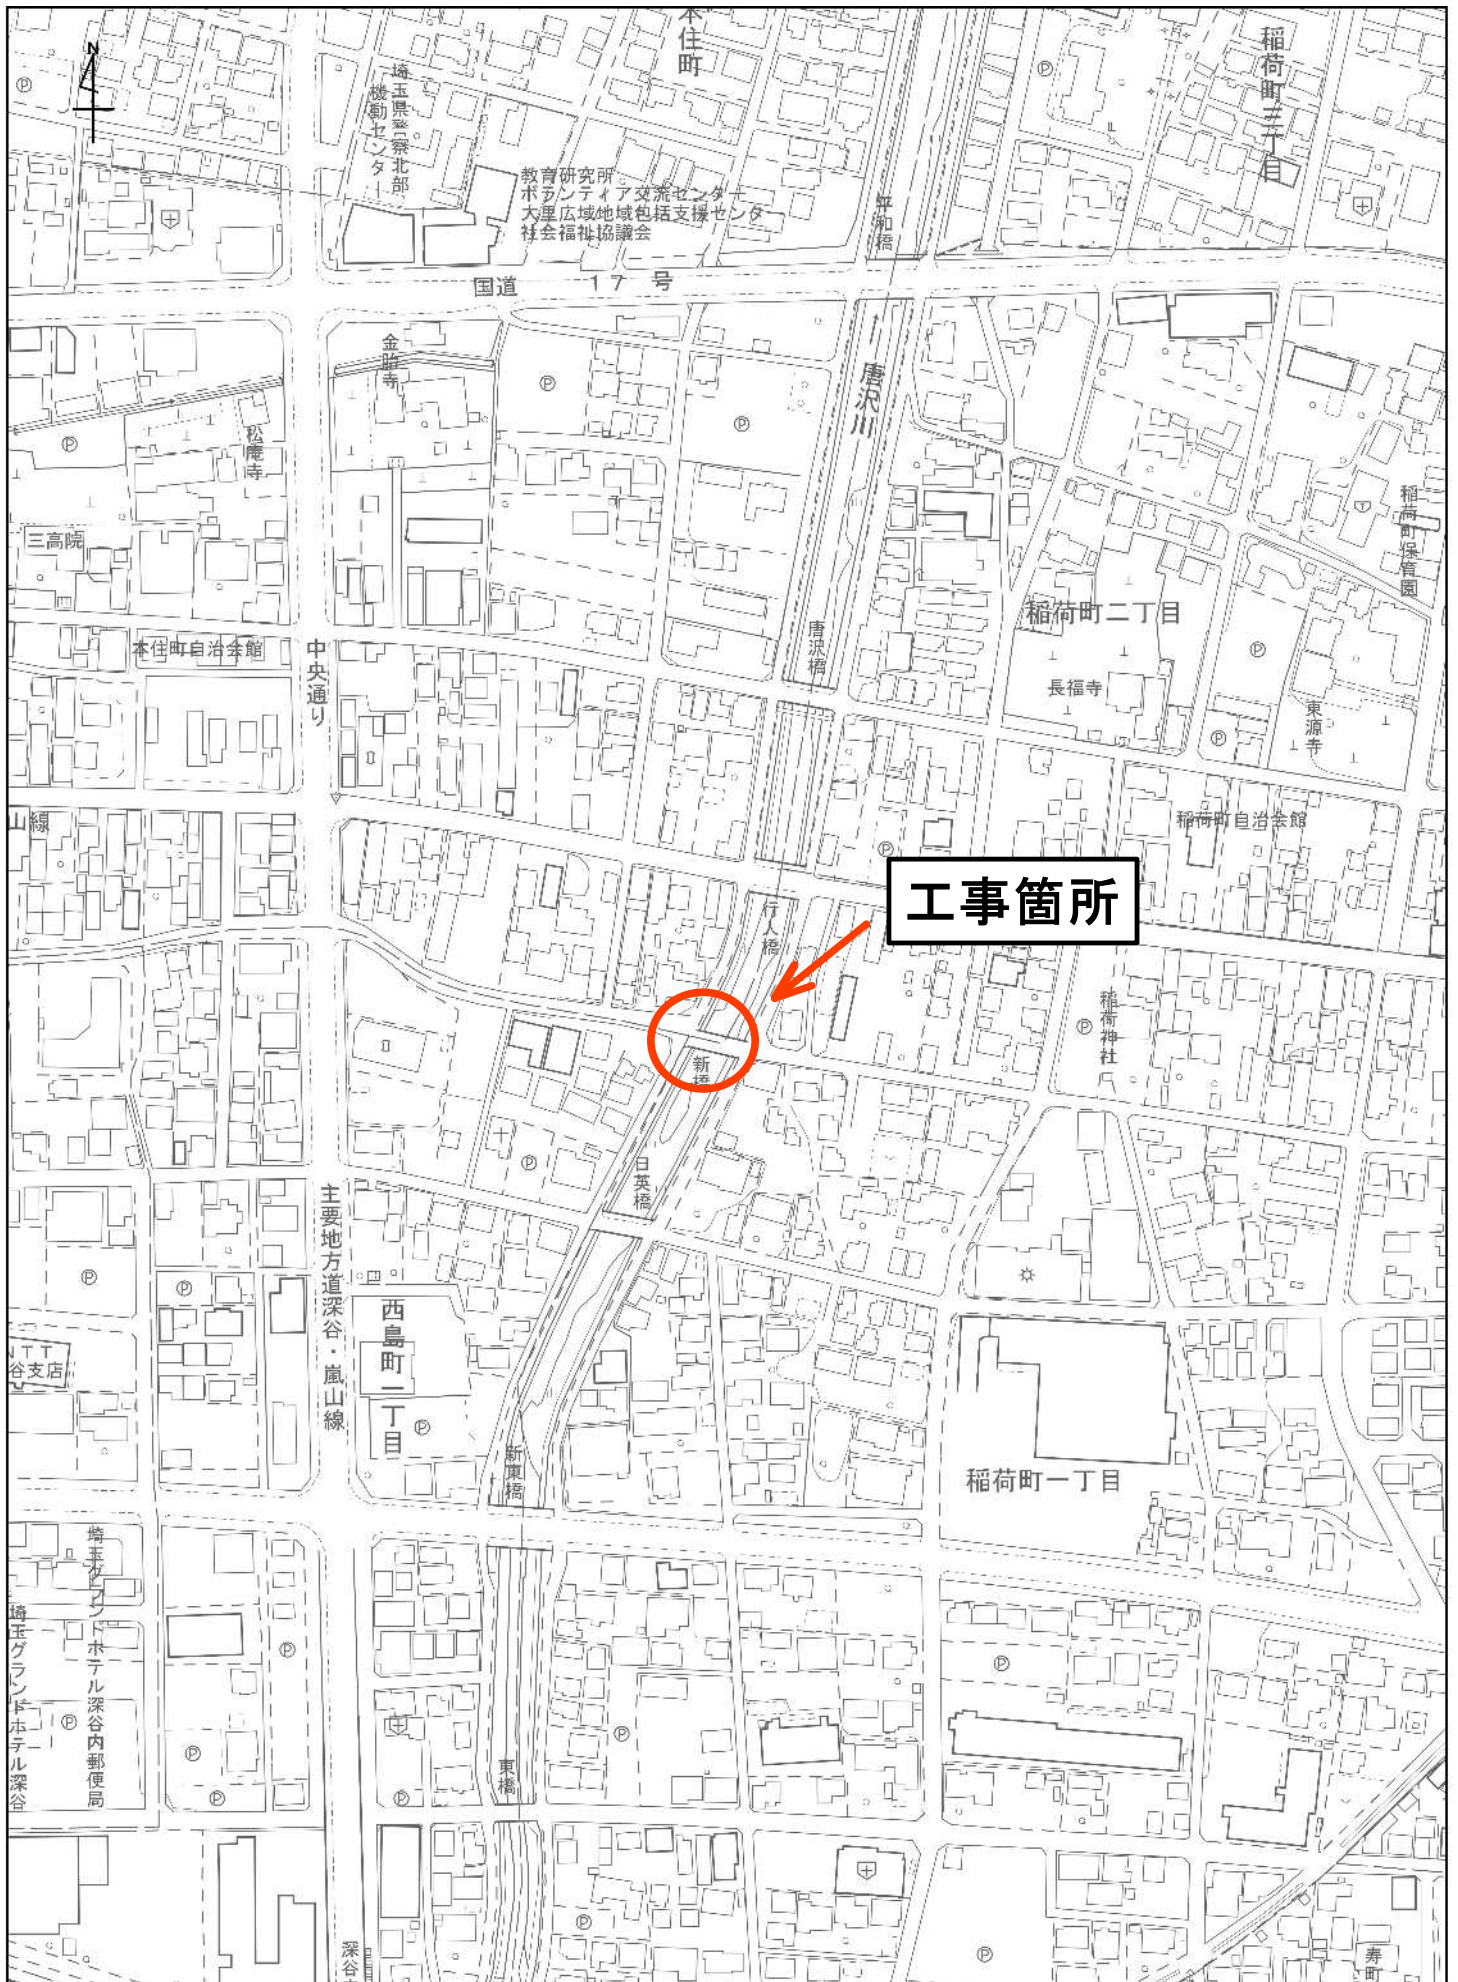 N
本住町
稲荷町三丁目
埼玉県警察北部
機動センター
教育研究所
ボランティア交流センター
大里広域地域包括支援センター
社会福祉協議会
平和橋
国道 17 号
金胎寺
唐沢川
松庵寺
三高院
稲荷町保育園
稲荷町二丁目
唐沢橋
本住町自治会館
中央通り
長福寺
東源寺
山線
稲荷町自治会館
工事箇所
行人橋
稲荷神社
新橋
日英橋
主要地方道深谷・嵐山線
西島町一丁目
NTT
谷支店
新東橋
稲荷町一丁目
埼玉グランドホテル深谷内郵便局
埼玉グランドホテル深谷
東橋
深谷
寿町